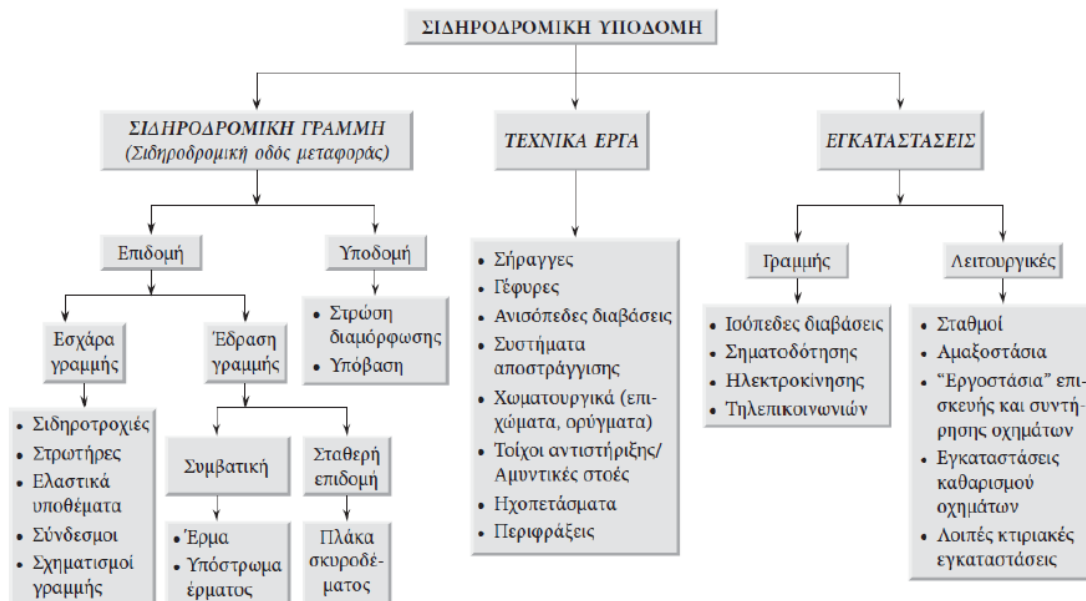 ΣΙΔΗΡΟΔΡΟΜΙΚΗ ΥΠΟΔΟΜΗ
ΣΙΔΗΡΟΔΡΟΜΙΚΗ ΓΡΑΜΜΗ
(Σιδηροδρομική οδός μεταφοράς)
ΤΕΧΝΙΚΑ ΕΡΓΑ
ΕΓΚΑΤΑΣΤΑΣΕΙΣ
Επιδομή
Υποδομή
Εσχάρα
γραμμής
Έδραση
γραμμής
• Στρώση
διαμόρφωσης
• Υπόβαση
• Σιδηροτροχιές
• Στρωτήρες
• Ελαστικά
υποθέματα
• Σύνδεσμοι
• Σχηματισμοί
γραμμής
Συμβατική
Σταθερή
επιδομή
• Έρμα
• Υπόστρωμα
έρματος
Πλάκα
σκυροδέ-
ματος
• Σήραγγες
• Γέφυρες
• Ανισόπεδες διαβάσεις
• Συστήματα
αποστράγγισης
• Χωματουργικά (επι-
χώματα, ορύγματα)
• Τοίχοι αντιστήριξης/
Αμυντικές στοές
• Ηχοπετάσματα
• Περιφράξεις
Γραμμής
Λειτουργικές
• Ισόπεδες διαβάσεις
• Σηματοδότησης
• Ηλεκτροκίνησης
• Τηλεπικοινωνιών
• Σταθμοί
• Αμαξοστάσια
• “Εργοστάσια” επι-
σκευής και συντή-
ρησης οχημάτων
• Εγκαταστάσεις
καθαρισμού
οχημάτων
• Λοιπές κτιριακές
εγκαταστάσεις